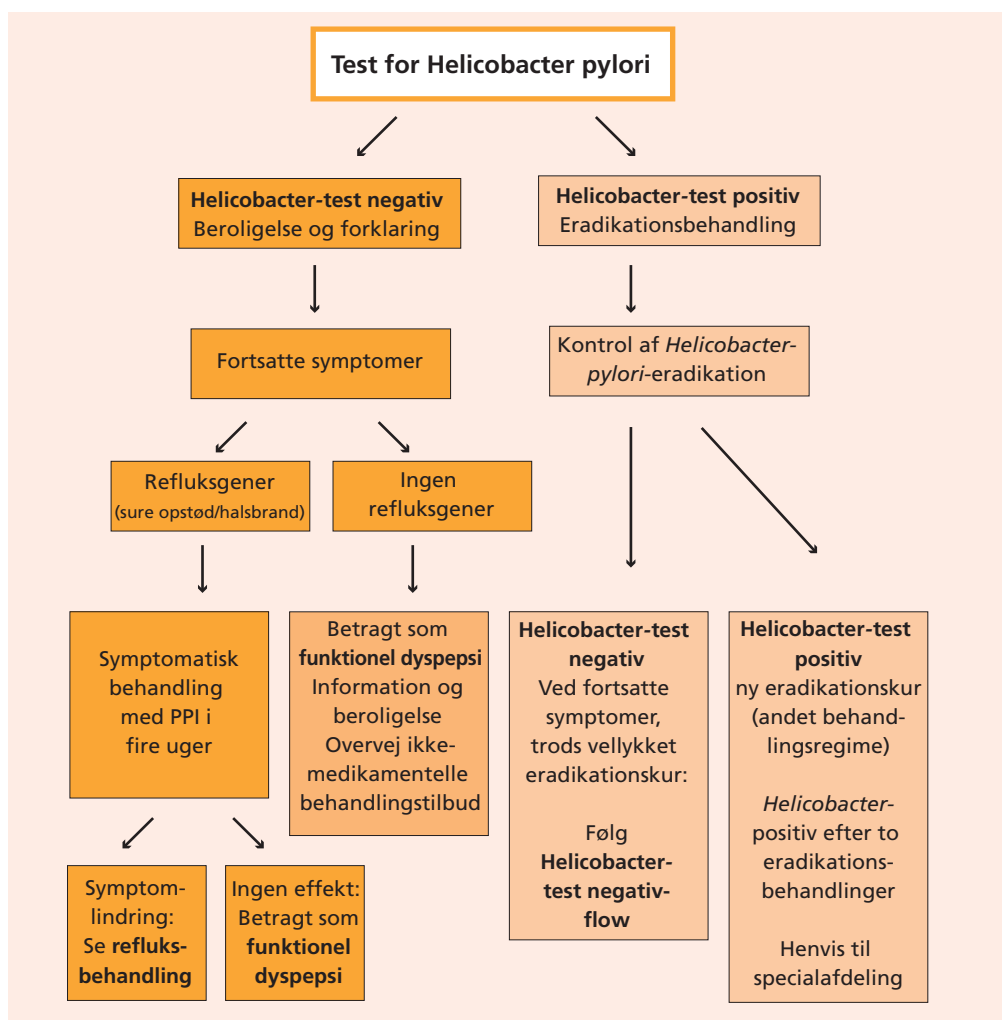 Test for Helicobacter pylori
Helicobacter-test negativ
Beroligelse og forklaring
Helicobacter-test positiv
Eradikationsbehandling
Fortsatte symptomer
Kontrol af Helicobacter-
pylori-eradikation
Refluksgener
(sure opstød/halsbrand)
Ingen
refluksgener
Symptomatisk
behandling
med PPI i
fire uger
Betragt som
funktionel dyspepsi
Information og
beroligelse
Overvej ikke-
medikamentelle
behandlingstilbud
Helicobacter-test
negativ
Ved fortsatte
symptomer,
trods vellykket
eradikationskur:
Følg
Helicobacter-
test negativ-
flow
Helicobacter-test
positiv
ny eradikationskur
(andet behand-
lingsregime)
Helicobacter-
positiv efter to
eradikations-
behandlinger
Henvis til
specialafdeling
Symptom-
lindring:
Se refluks-
behandling
Ingen effekt:
Betragt som
funktionel
dyspepsi